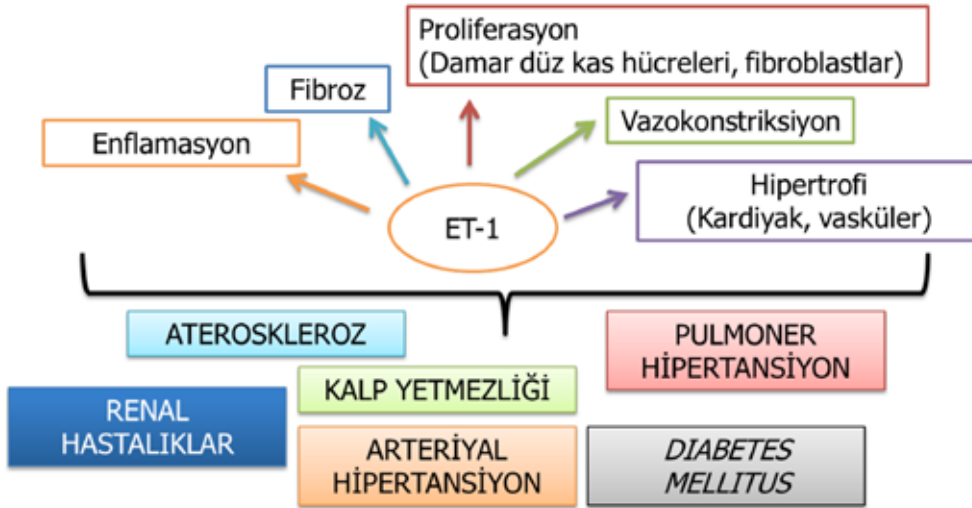 Proliferasyon
(Damar düz kas hücreleri, fibroblastlar)
Fibroz
Enflamasyon
Vazokonstriksiyon
Hipertrofi
(Kardiyak, vasküler)
ET-1
ATEROSKLEROZ
PULMONER
HİPERTANSİYON
KALP YETMEZLİĞİ
RENAL
HASTALIKLAR
ARTERİYAL
HİPERTANSİYON
DIABETES
MELLITUS